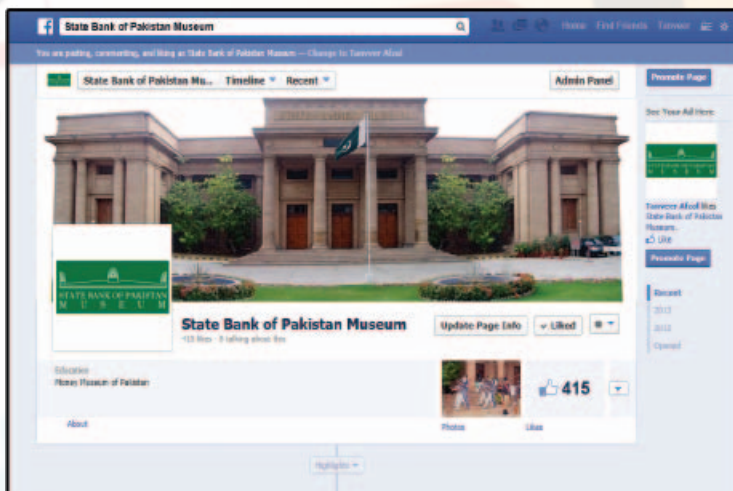 State Bank of Pakistan Museum
Home Find Friends Tanveer
You are posting, commenting, and liking as State Bank of Pakistan Museum — Change to Tanveer Afzal
State Bank of Pakistan Mu... Timeline Recent Admin Panel
Promote Page
See Your Ad Here
MUSEUM
Tanveer Afzal likes
State Bank of Pakistan
Museum.
Like
Promote Page
STATE BANK OF PAKISTAN
MUSEUM
State Bank of Pakistan Museum
Update Page Info
Liked
Recent
2013
Opened
Education
Money Museum of Pakistan
415
About
Photos
Likes
Highlights